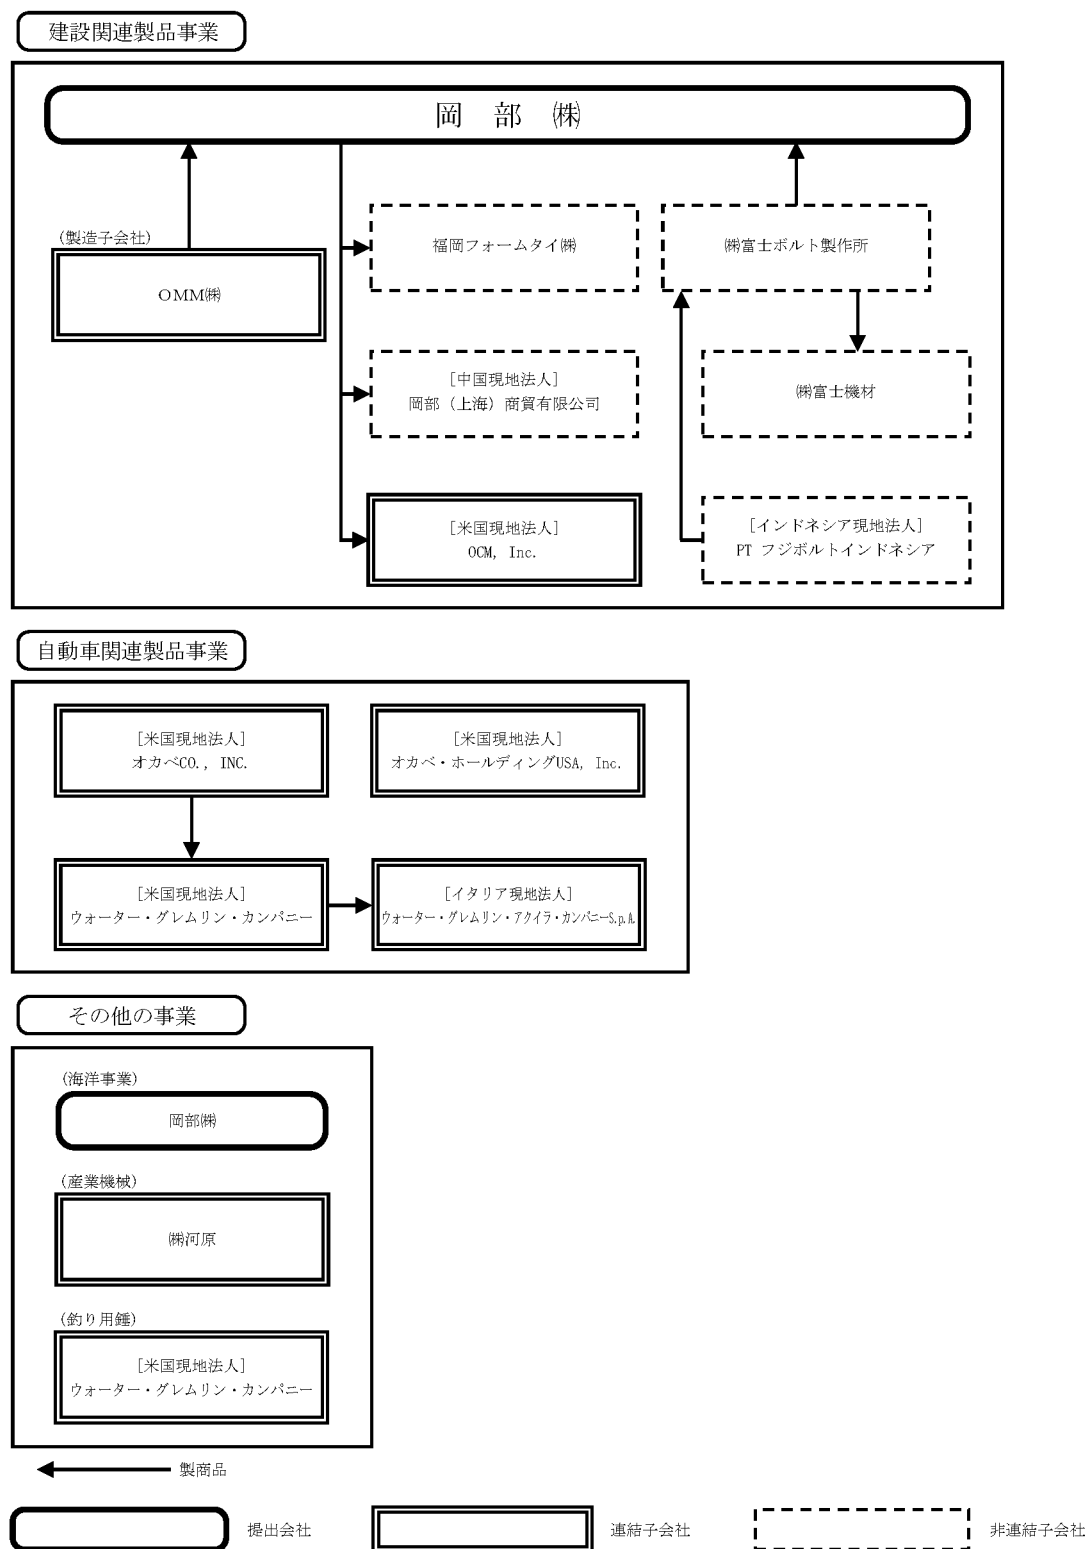 建設関連製品事業
岡部㈱
(製造子会社)
OMM㈱
福岡フォームタイ㈱
㈱富士ボルト製作所
[中国現地法人]
岡部（上海）商貿有限公司
㈱富士機材
[米国現地法人]
OCM, Inc.
[インドネシア現地法人]
PT フジボルトインドネシア
自動車関連製品事業
[米国現地法人]
オカベCO., INC.
[米国現地法人]
オカベ・ホールディングUSA, Inc.
[米国現地法人]
ウォーター・グレムリン・カンパニー
[イタリア現地法人]
ウォーター・グレムリン・アクイラ・カンパニーS.p.A.
その他の事業
(海洋事業)
岡部㈱
(産業機械)
㈱河原
(釣り用錘)
[米国現地法人]
ウォーター・グレムリン・カンパニー
製商品
提出会社
連結子会社
非連結子会社